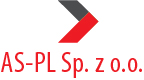 AS-PL Sp. z o.o.